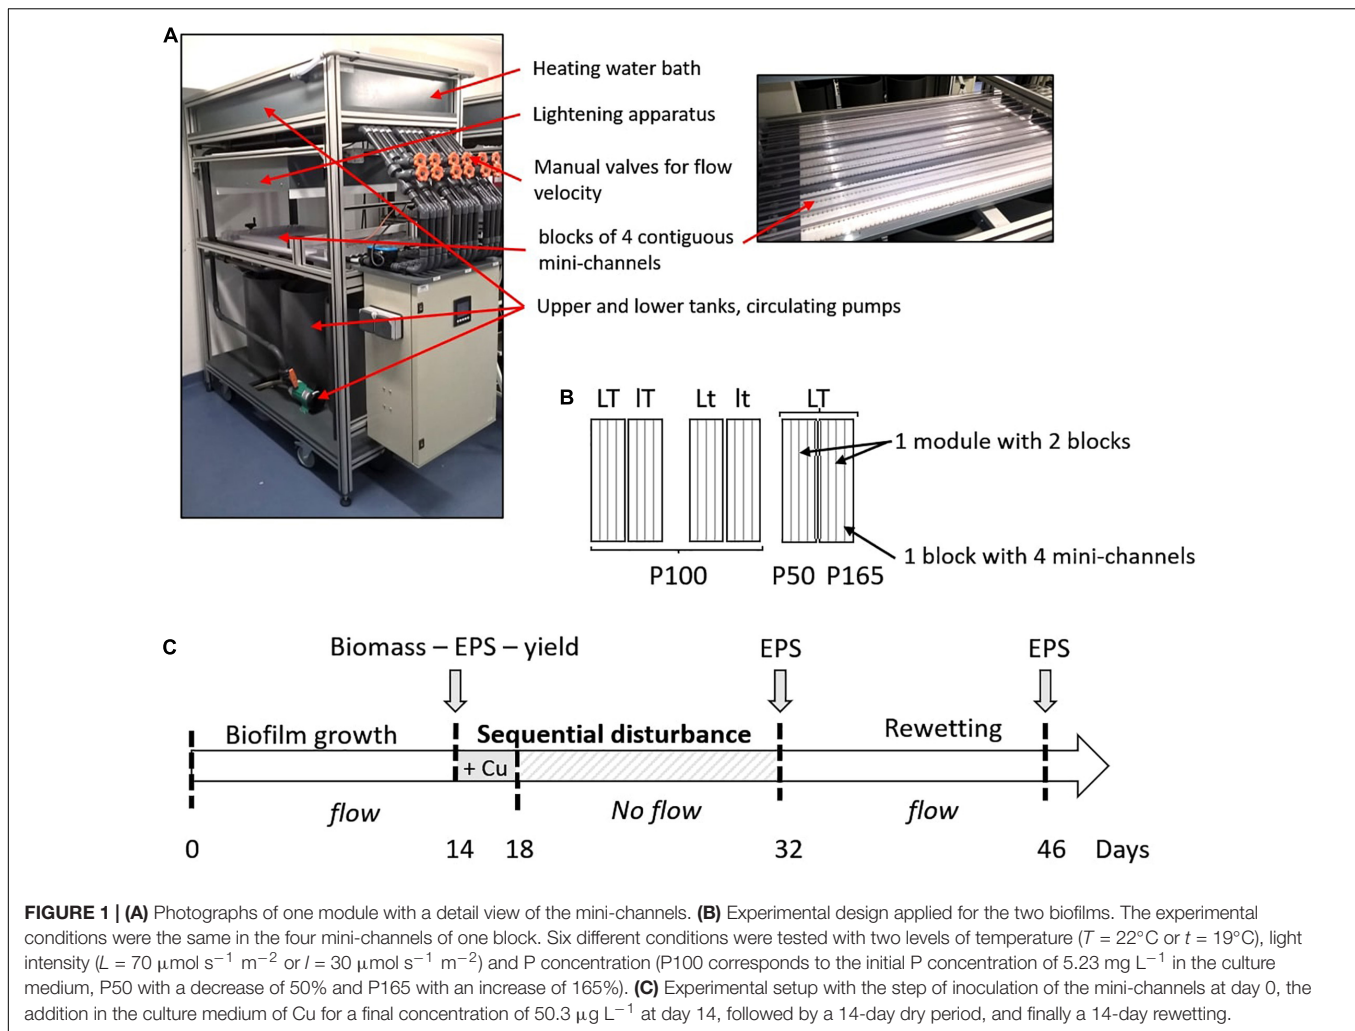 A
Heating water bath
Lightening apparatus
Manual valves for flow
velocity
blocks of 4 contiguous
mini-channels
Upper and lower tanks, circulating pumps
B
LT lT Lt lt LT
1 module with 2 blocks
1 block with 4 mini-channels
P100 P50 P165
C
Biomass – EPS – yield EPS EPS
Biofilm growth Sequential disturbance Rewetting
+ Cu
flow No flow flow
0 14 18 32 46 Days
FIGURE 1 | (A) Photographs of one module with a detail view of the mini-channels. (B) Experimental design applied for the two biofilms. The experimental
conditions were the same in the four mini-channels of one block. Six different conditions were tested with two levels of temperature (T = 22°C or t = 19°C), light
intensity (L = 70 μmol s⁻¹ m⁻² or l = 30 μmol s⁻¹ m⁻²) and P concentration (P100 corresponds to the initial P concentration of 5.23 mg L⁻¹ in the culture
medium, P50 with a decrease of 50% and P165 with an increase of 165%). (C) Experimental setup with the step of inoculation of the mini-channels at day 0, the
addition in the culture medium of Cu for a final concentration of 50.3 μg L⁻¹ at day 14, followed by a 14-day dry period, and finally a 14-day rewetting.